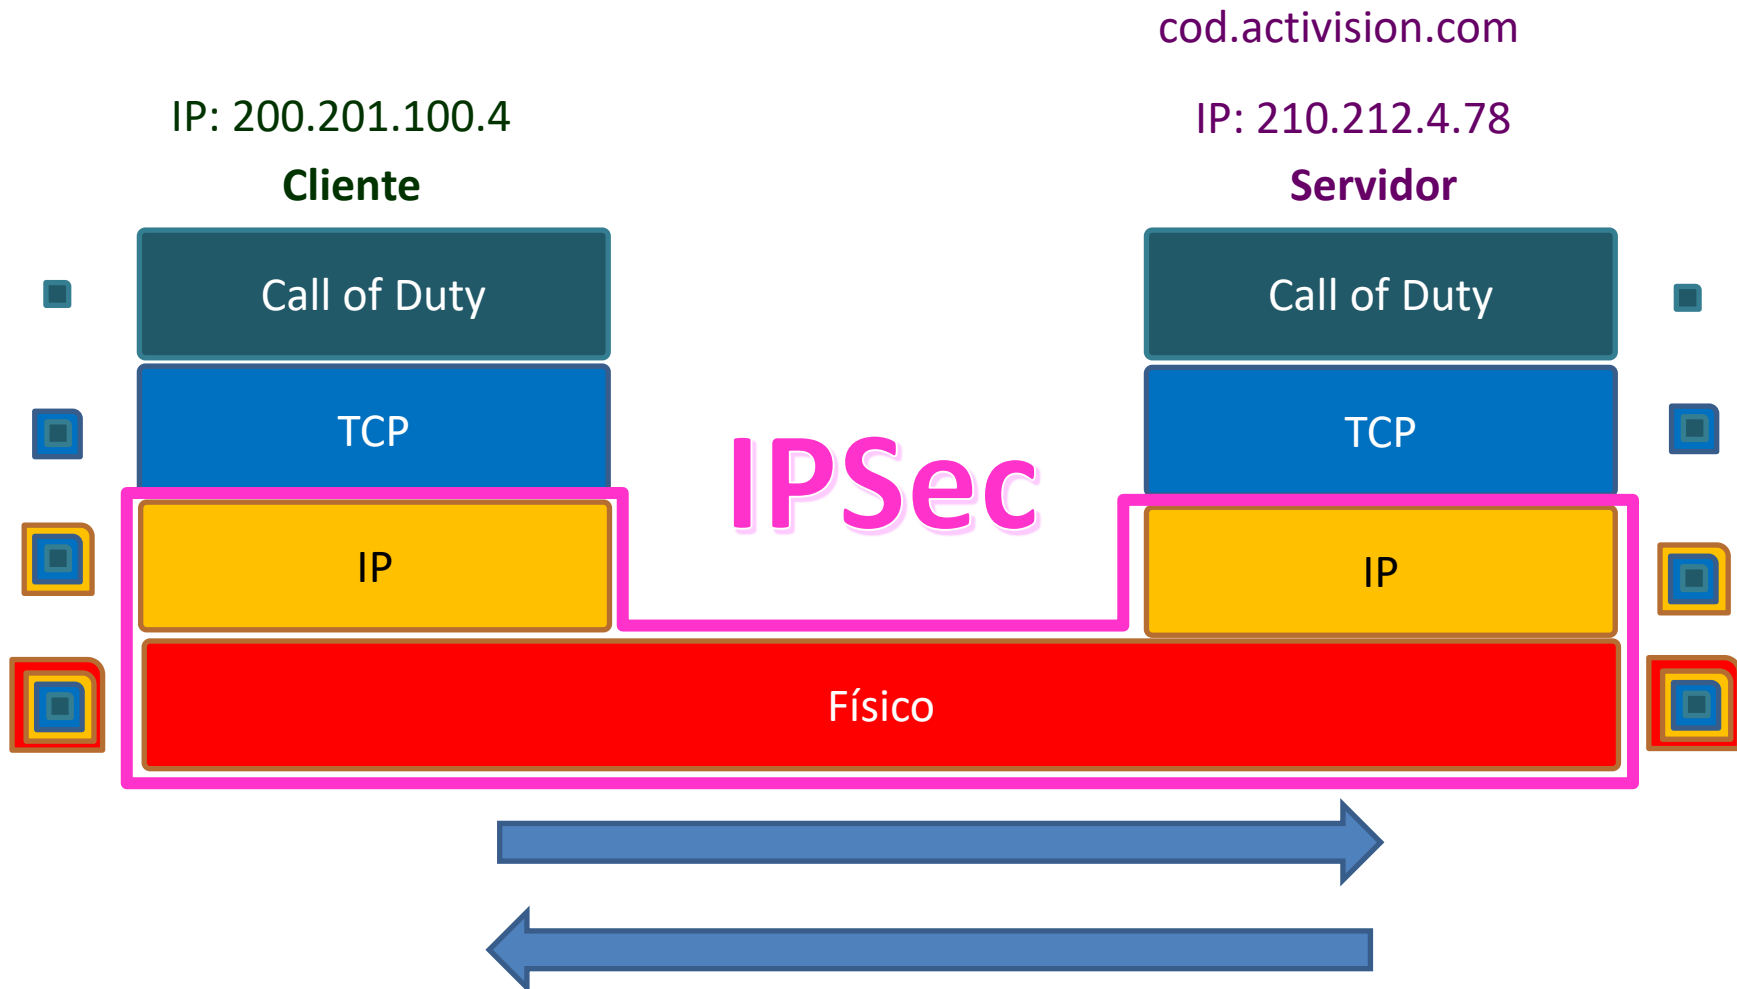 cod.activision.com
IP: 200.201.100.4
IP: 210.212.4.78
Cliente
Servidor
Call of Duty
Call of Duty
TCP
TCP
IPSec
IP
IP
Físico